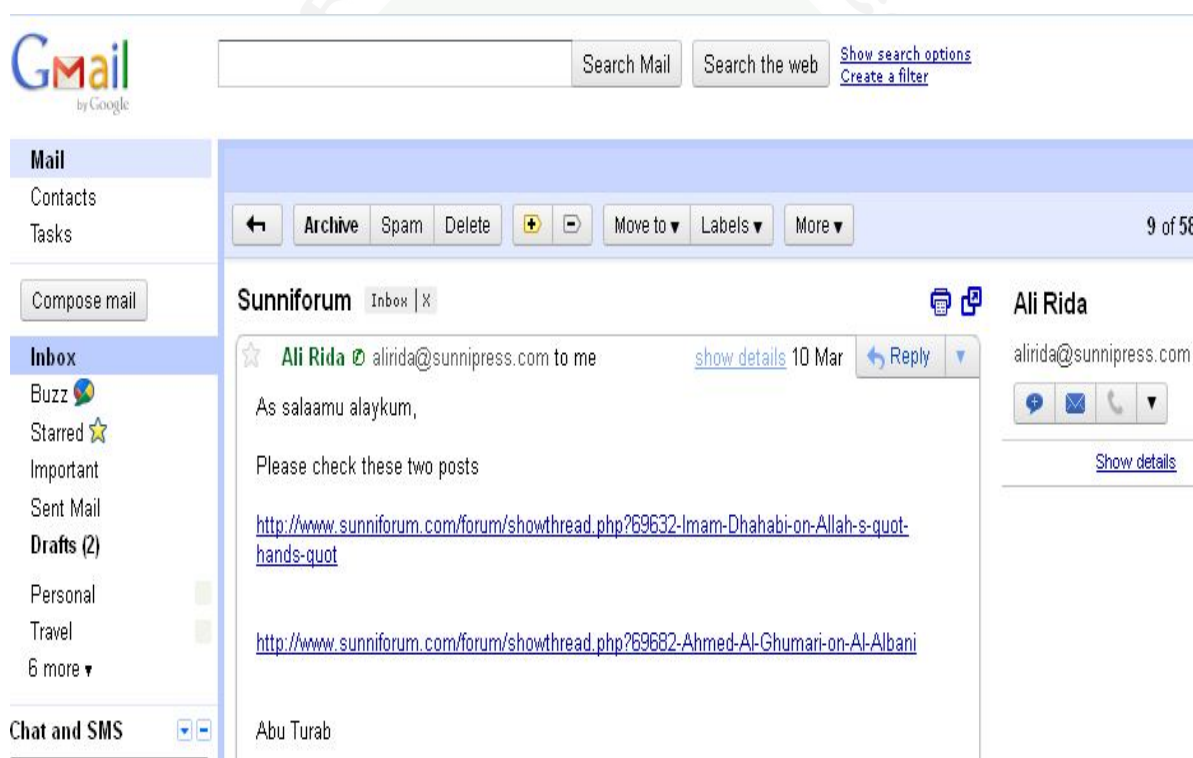 Gmail
by Google
Search Mail
Search the web
Show search options
Create a filter
Mail
Contacts
Tasks
Compose mail
Inbox
Buzz
Starred
Important
Sent Mail
Drafts (2)
Personal
Travel
6 more ▾
Chat and SMS
Archive Spam Delete Move to ▾ Labels ▾ More ▾ 9 of 58
Sunniforum Inbox | X
Ali Rida alirida@sunnipress.com to me show details 10 Mar Reply
As salaamu alaykum,
Please check these two posts
http://www.sunniforum.com/forum/showthread.php?69632-Imam-Dhahabi-on-Allah-s-quot-
hands-quot
http://www.sunniforum.com/forum/showthread.php?69682-Ahmed-Al-Ghumari-on-Al-Albani
Abu Turab
Ali Rida
alirida@sunnipress.com
Show details